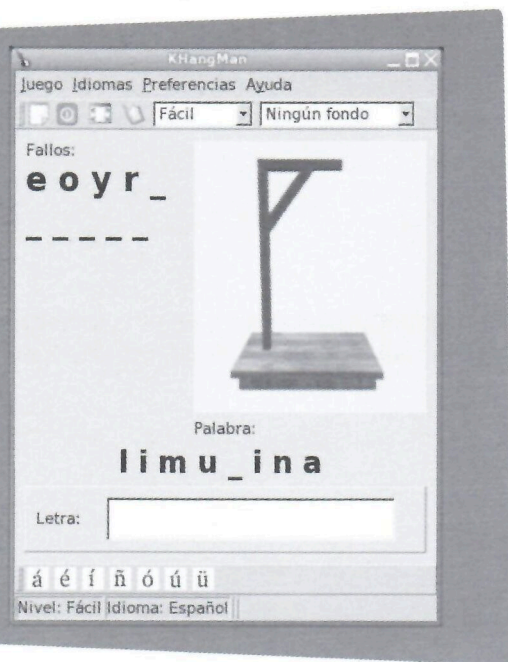 KHangMan
Juego Idiomas Preferencias Ayuda
Fácil Ningún fondo
Fallos:
e o y r _
_ _ _ _ _
Palabra:
l i m u _ i n a
Letra:
á é í ñ ó ú ü
Nivel: Fácil Idioma: Español